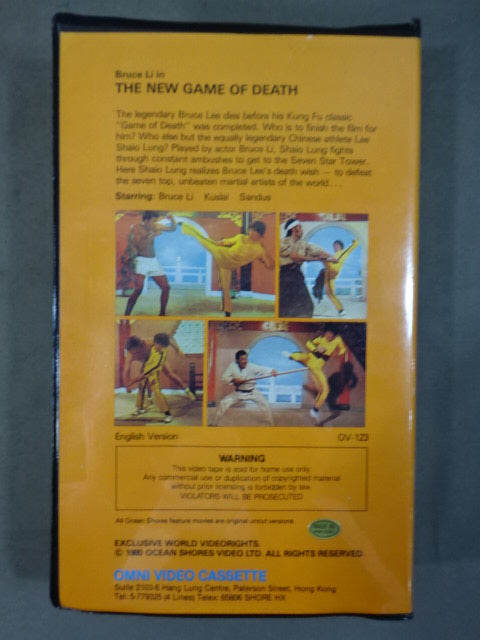 Bruce Li in
THE NEW GAME OF DEATH
The legendary Bruce Lee dies before his Kung Fu classic
"Game of Death" was completed. Who is to finish the film for
him? Who else but the equally legendary Chinese athlete Lee
Shaio Lung? Played by actor Bruce Li, Shaio Lung fights
through constant ambushes to get to the Seven Star Tower.
Here Shaio Lung realizes Bruce Lee's death wish — to defeat
the seven top, unbeaten martial artists of the world....
Starring: Bruce Li Kuslai Sandus
English Version OV-123
WARNING
This video tape is sold for home use only.
Any commercial use or duplication of copyrighted material
without prior licensing is forbidden by law.
VIOLATORS WILL BE PROSECUTED
All Ocean Shores feature movies are original uncut versions.
EXCLUSIVE WORLD VIDEORIGHTS.
© 1980 OCEAN SHORES VIDEO LTD. ALL RIGHTS RESERVED.
OMNI VIDEO CASSETTE
Suite 2103-6 Hang Lung Centre, Paterson Street, Hong Kong
Tel: 5-779325 (4 Lines) Telex: 65806 SHORE HX